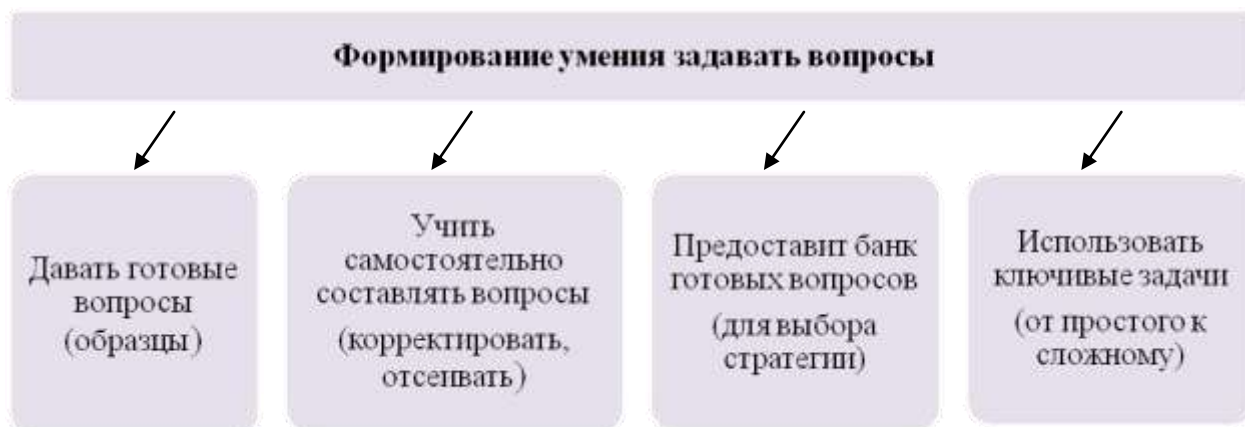 Формирование умения задавать вопросы
Давать готовые
вопросы
(образцы)
Учить
самостоятельно
составлять вопросы
(корректировать,
отсеивать)
Предоставит банк
готовых вопросов
(для выбора
стратегии)
Использовать
ключивые задачи
(от простого к
сложному)